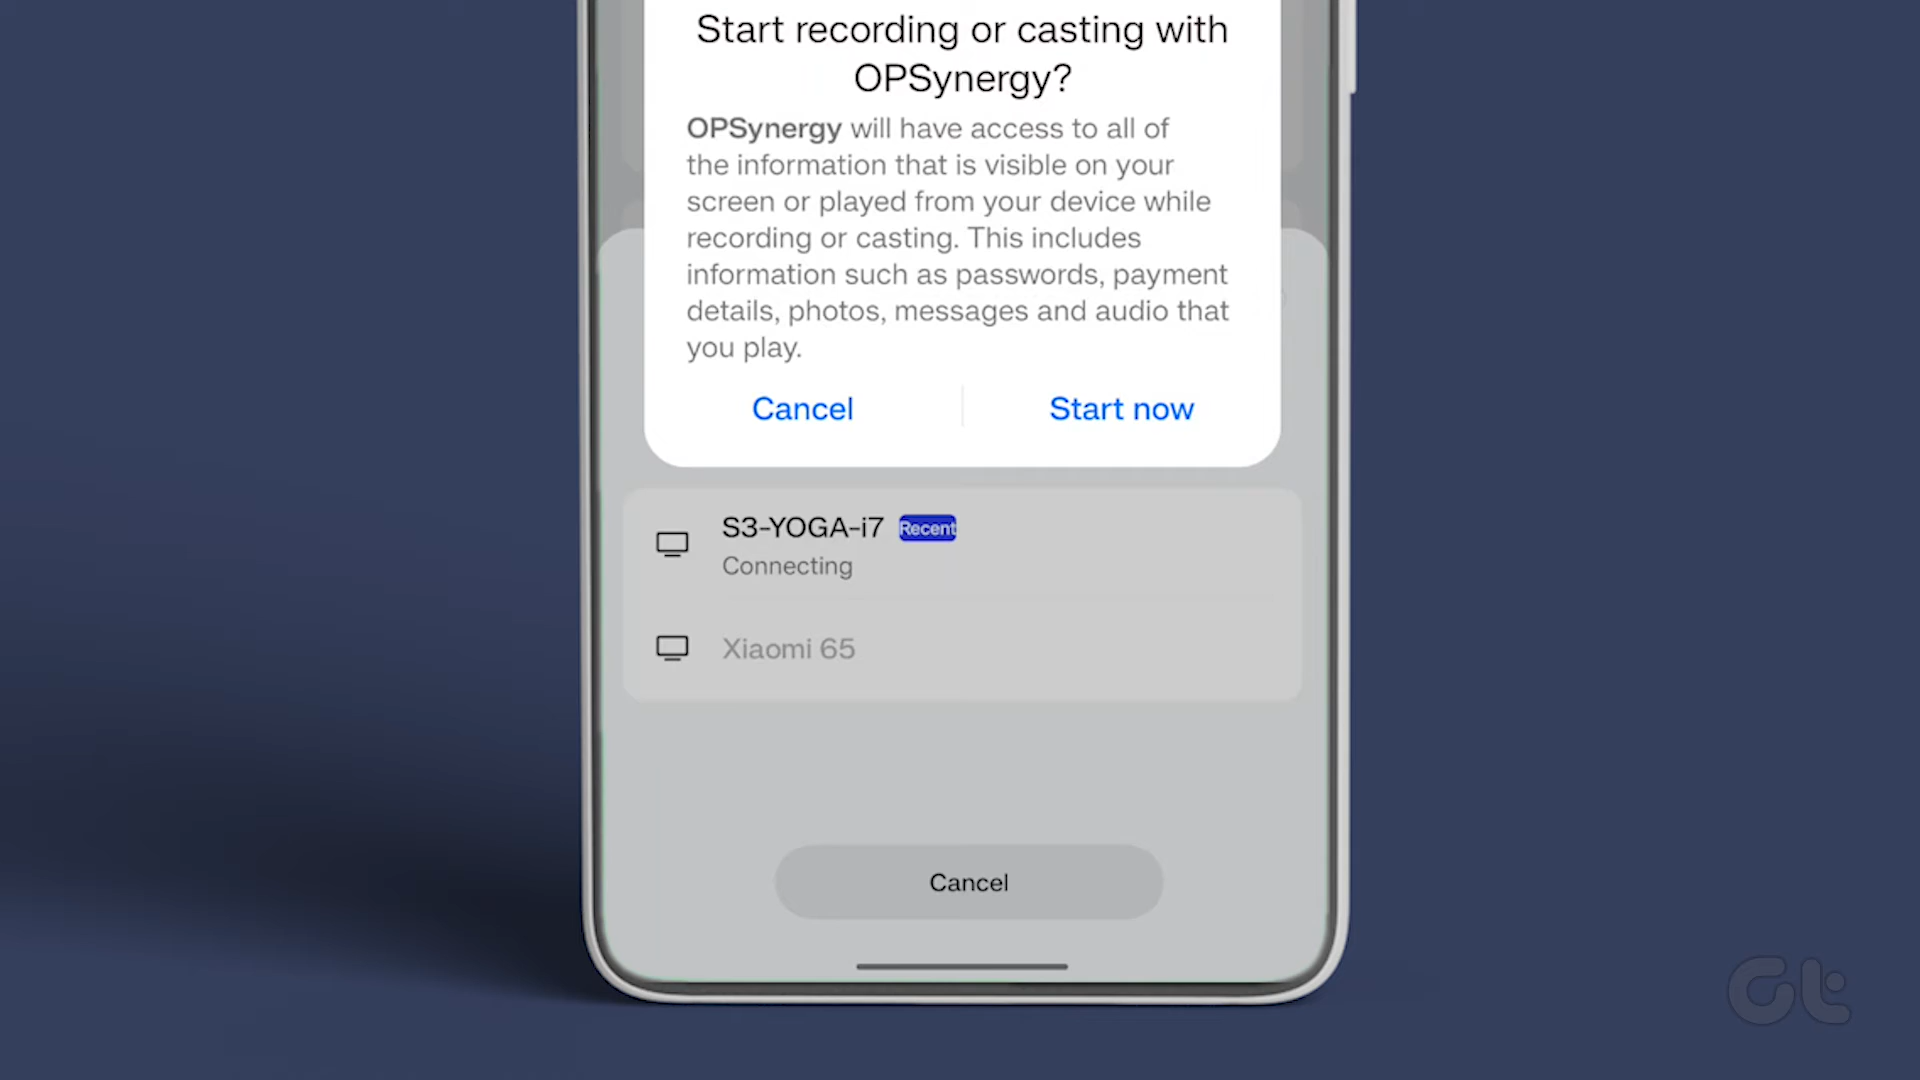 Start recording or casting with
OPSynergy?
OPSynergy will have access to all of
the information that is visible on your
screen or played from your device while
recording or casting. This includes
information such as passwords, payment
details, photos, messages and audio that
you play.
Cancel
Start now
S3-YOGA-i7 Recent
Connecting
Xiaomi 65
Cancel
Gt